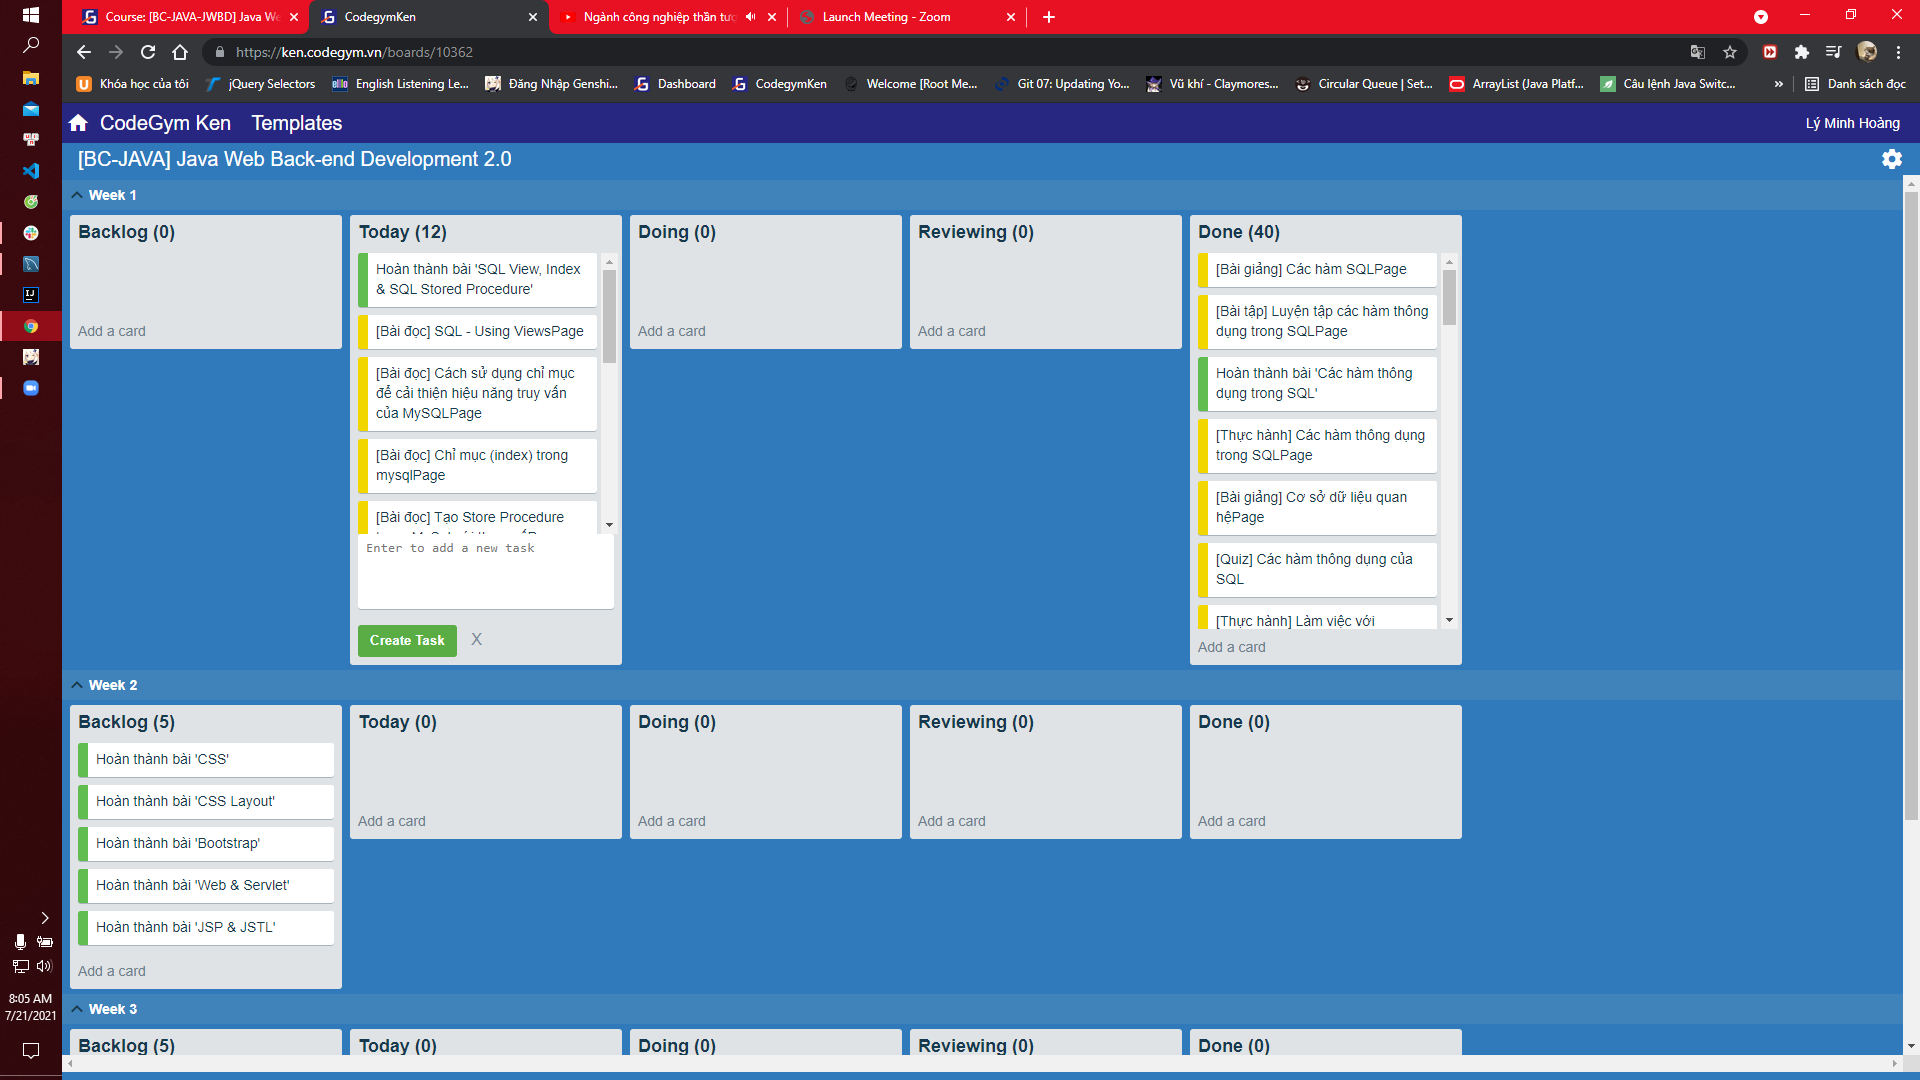 Course: [BC-JAVA-JWBD] Java We
CodegymKen
Ngành công nghiệp thần tượ
Launch Meeting - Zoom
https://ken.codegym.vn/boards/10362
Khóa học của tôi
jQuery Selectors
English Listening Le...
Đăng Nhập Genshi...
Dashboard
CodegymKen
Welcome [Root Me...
Git 07: Updating Yo...
Vũ khí - Claymores...
Circular Queue | Set...
ArrayList (Java Platf...
Câu lệnh Java Switc...
»
Danh sách đọc
CodeGym Ken
Templates
Lý Minh Hoàng
[BC-JAVA] Java Web Back-end Development 2.0
Week 1
Backlog (0)
Add a card
Today (12)
Hoàn thành bài 'SQL View, Index
& SQL Stored Procedure'
[Bài đọc] SQL - Using ViewsPage
[Bài đọc] Cách sử dụng chỉ mục
để cải thiện hiệu năng truy vấn
của MySQLPage
[Bài đọc] Chỉ mục (index) trong
mysqlPage
[Bài đọc] Tạo Store Procedure
Enter to add a new task
Create Task
X
Doing (0)
Add a card
Reviewing (0)
Add a card
Done (40)
[Bài giảng] Các hàm SQLPage
[Bài tập] Luyện tập các hàm thông
dụng trong SQLPage
Hoàn thành bài 'Các hàm thông
dụng trong SQL'
[Thực hành] Các hàm thông dụng
trong SQLPage
[Bài giảng] Cơ sở dữ liệu quan
hệPage
[Quiz] Các hàm thông dụng của
SQL
[Thực hành] Làm việc với
Add a card
Week 2
Backlog (5)
Hoàn thành bài 'CSS'
Hoàn thành bài 'CSS Layout'
Hoàn thành bài 'Bootstrap'
Hoàn thành bài 'Web & Servlet'
Hoàn thành bài 'JSP & JSTL'
Add a card
Today (0)
Add a card
Doing (0)
Add a card
Reviewing (0)
Add a card
Done (0)
Add a card
Week 3
Backlog (5)
Today (0)
Doing (0)
Reviewing (0)
Done (0)
8:05 AM
7/21/2021